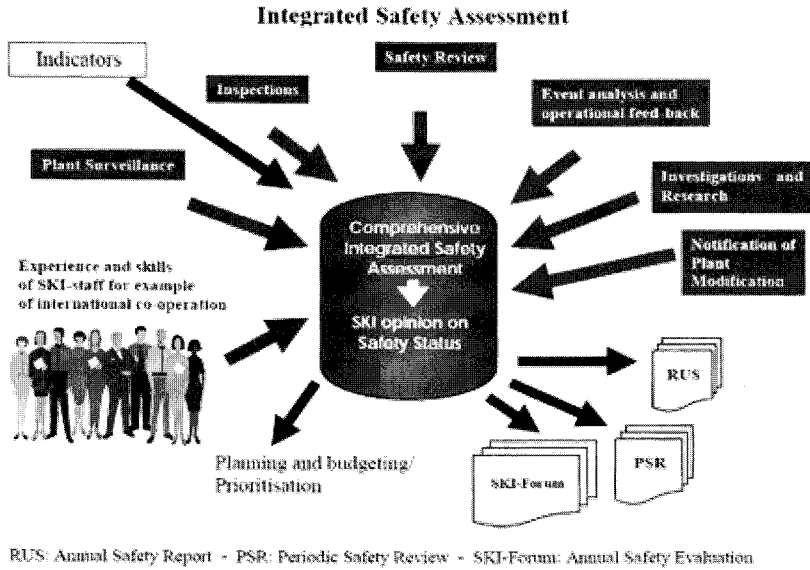 Integrated Safety Assessment
Indicators
Inspections
Safety Review
Event analysis and
operational feed-back
Plant Surveillance
Investigations and
Research
Notification of
Plant
Modification
Experience and skills
of SKI-staff for example
of international co-operation
Comprehensive
Integrated Safety
Assessment
SKI opinion on
Safety Status
RUS
PSR
SKI-Forum
Planning and budgeting/
Prioritisation
RUS: Annual Safety Report - PSR: Periodic Safety Review - SKI-Forum: Annual Safety Evaluation